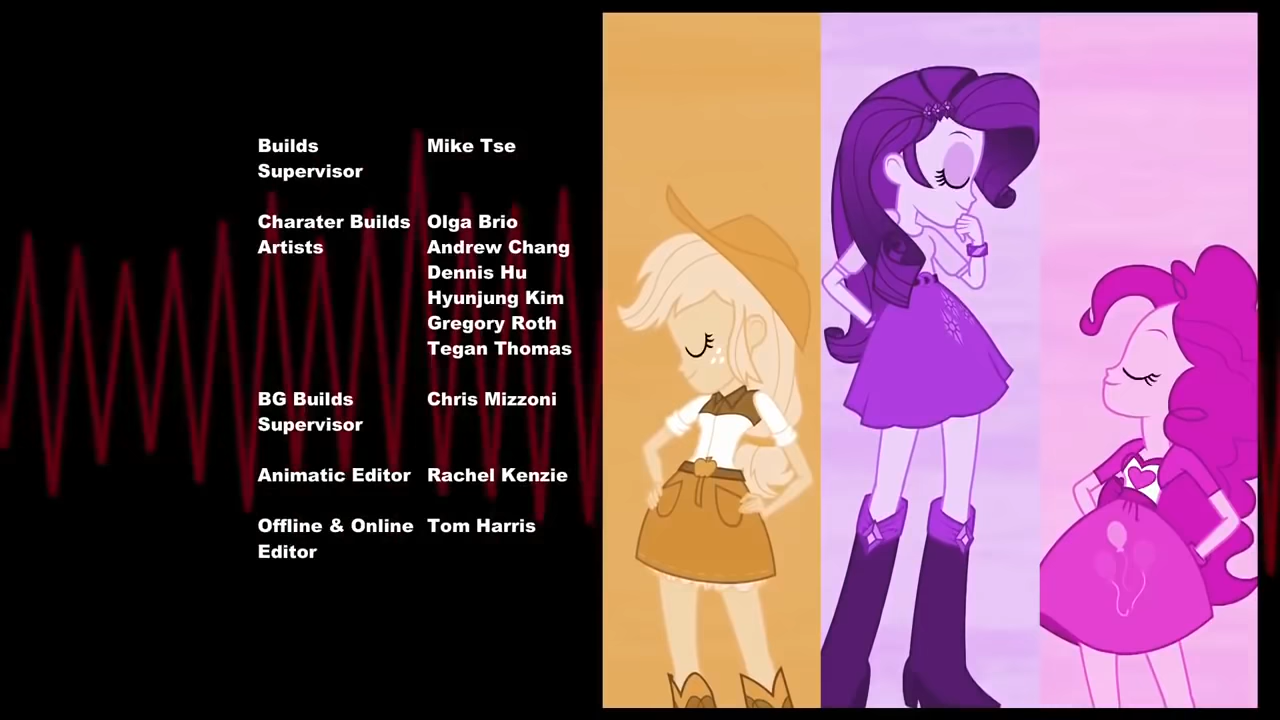 Builds Mike Tse
Supervisor
Charater Builds Olga Brio
Artists Andrew Chang
Dennis Hu
Hyunjung Kim
Gregory Roth
Tegan Thomas
BG Builds Chris Mizzoni
Supervisor
Animatic Editor Rachel Kenzie
Offline & Online Tom Harris
Editor